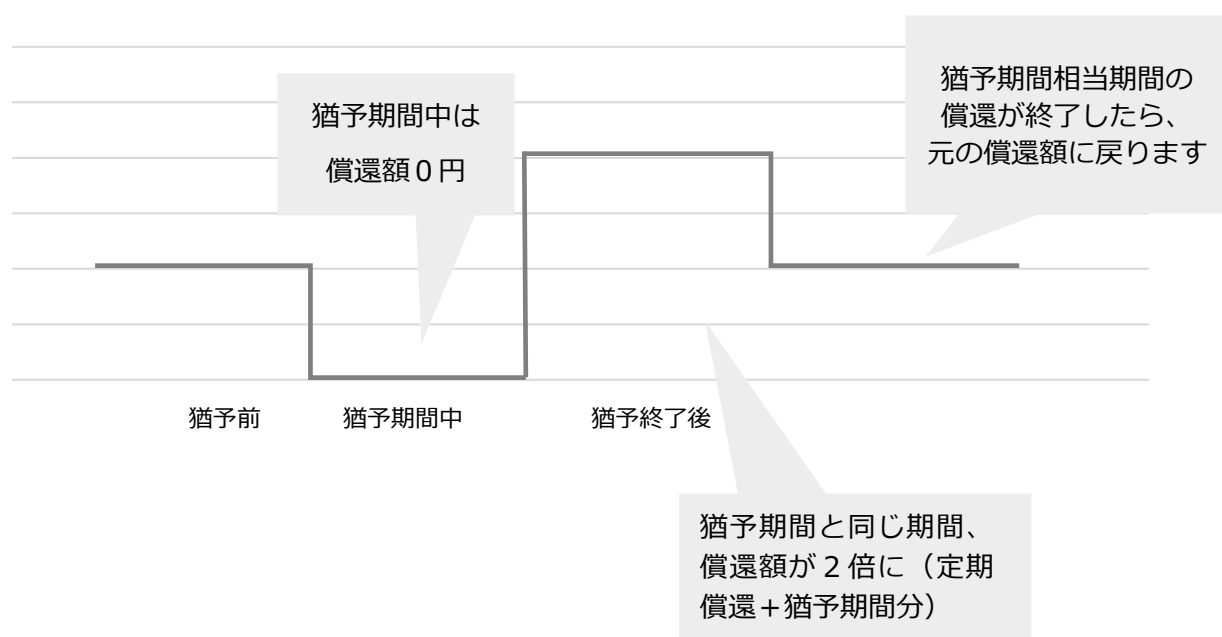 猶予期間中は
償還額０円
猶予期間相当期間の
償還が終了したら、
元の償還額に戻ります
猶予前
猶予期間中
猶予終了後
猶予期間と同じ期間、
償還額が２倍に（定期
償還＋猶予期間分）